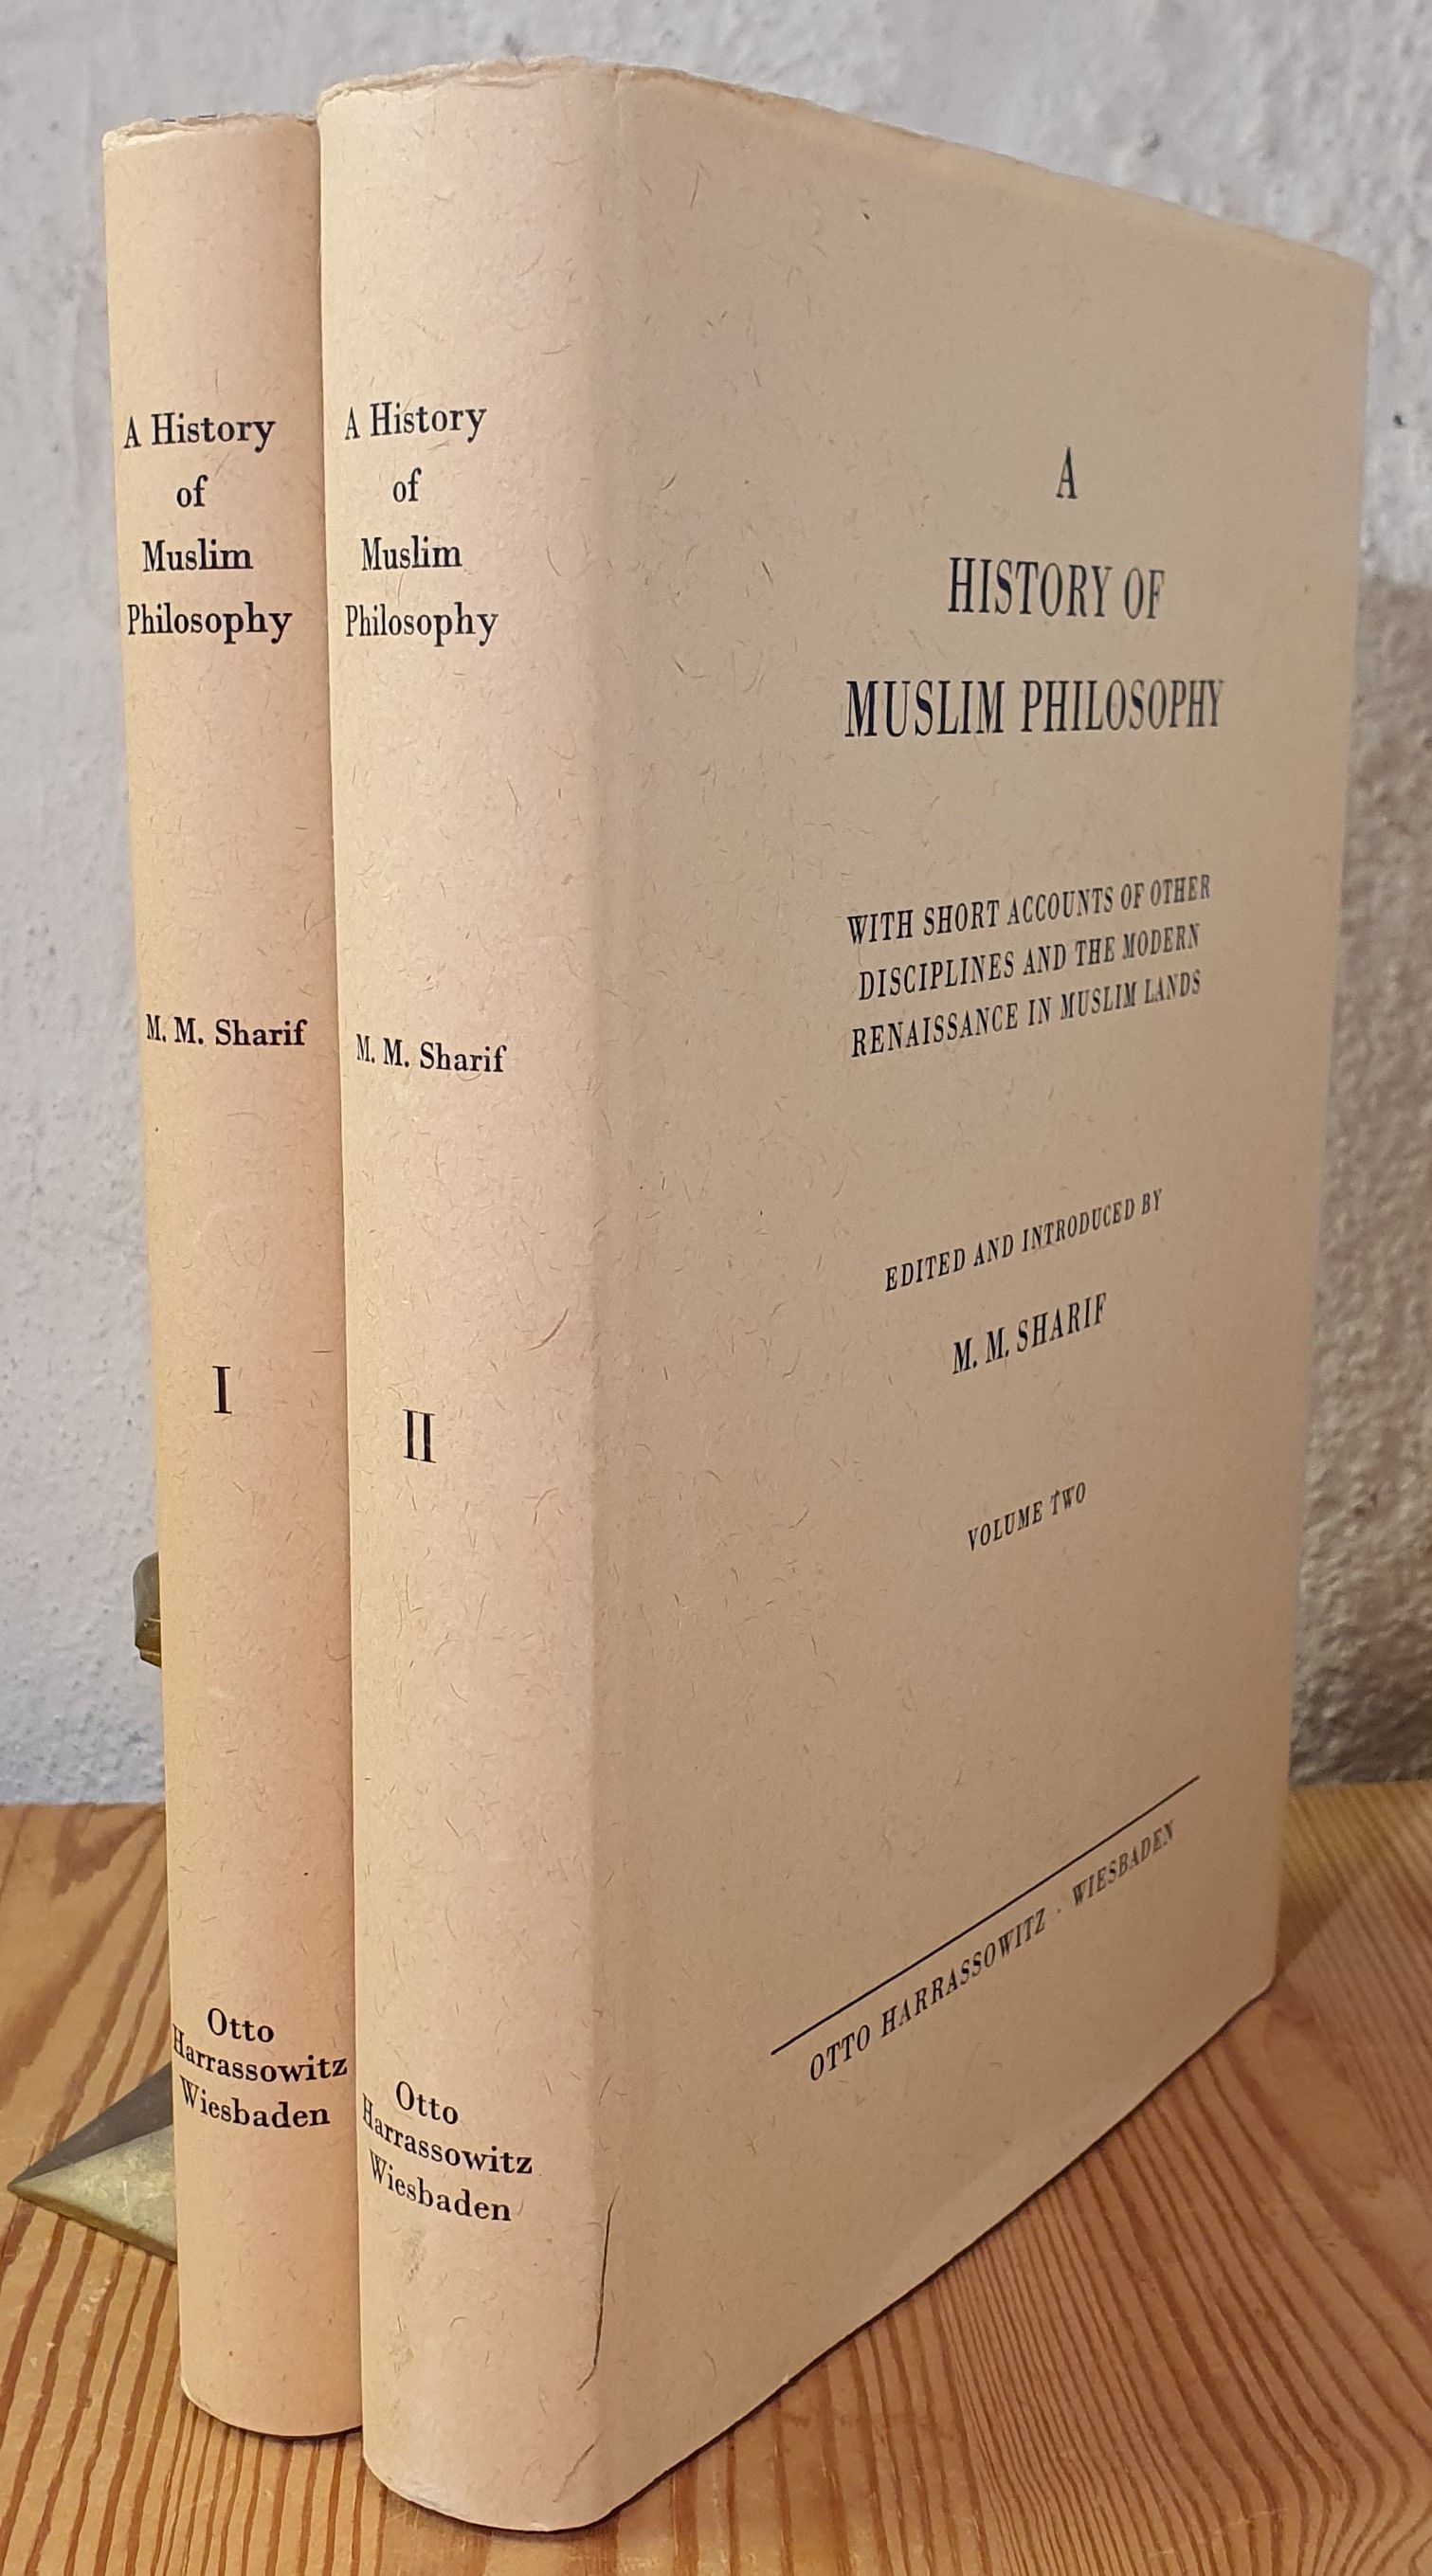 A History
of
Muslim
Philosophy
M. M. Sharif
I
Otto
Harrassowitz
Wiesbaden
A History
of
Muslim
Philosophy
M. M. Sharif
II
Otto
Harrassowitz
Wiesbaden
A
HISTORY OF
MUSLIM PHILOSOPHY
WITH SHORT ACCOUNTS OF OTHER
DISCIPLINES AND THE MODERN
RENAISSANCE IN MUSLIM LANDS
EDITED AND INTRODUCED BY
M. M. SHARIF
VOLUME TWO
OTTO HARRASSOWITZ · WIESBADEN